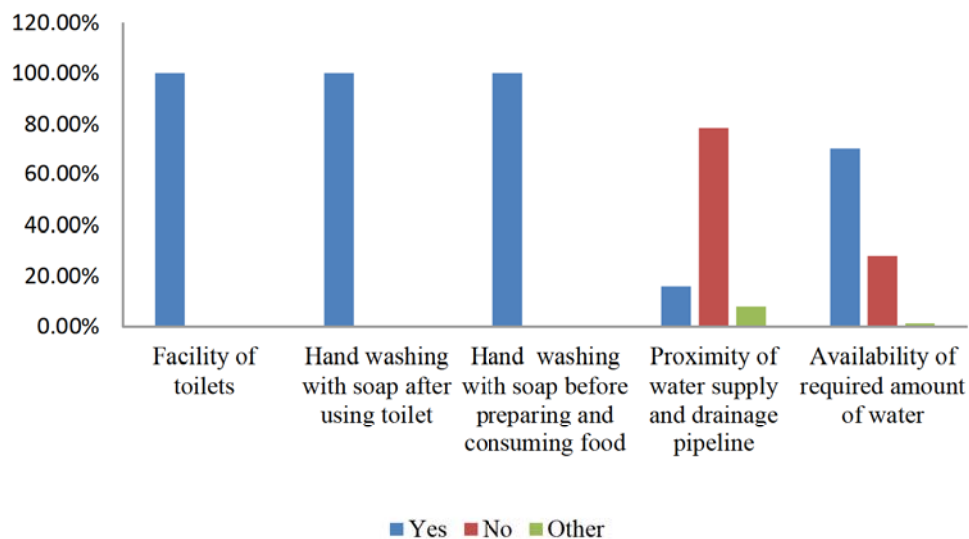 120.00%
100.00%
80.00%
60.00%
40.00%
20.00%
0.00%
Facility of
toilets
Hand washing
with soap after
using toilet
Hand washing
with soap before
preparing and
consuming food
Proximity of
water supply
and drainage
pipeline
Availability of
required amount
of water
Yes No Other